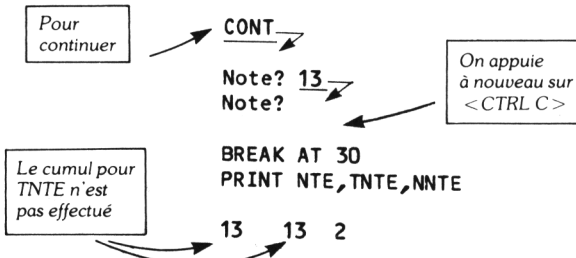 Pour
continuer
CONT
Note? 13
Note?
On appuie
à nouveau sur
<CTRL C>
BREAK AT 30
PRINT NTE,TNTE,NNTE
Le cumul pour
TNTE n'est
pas effectué
13 13 2